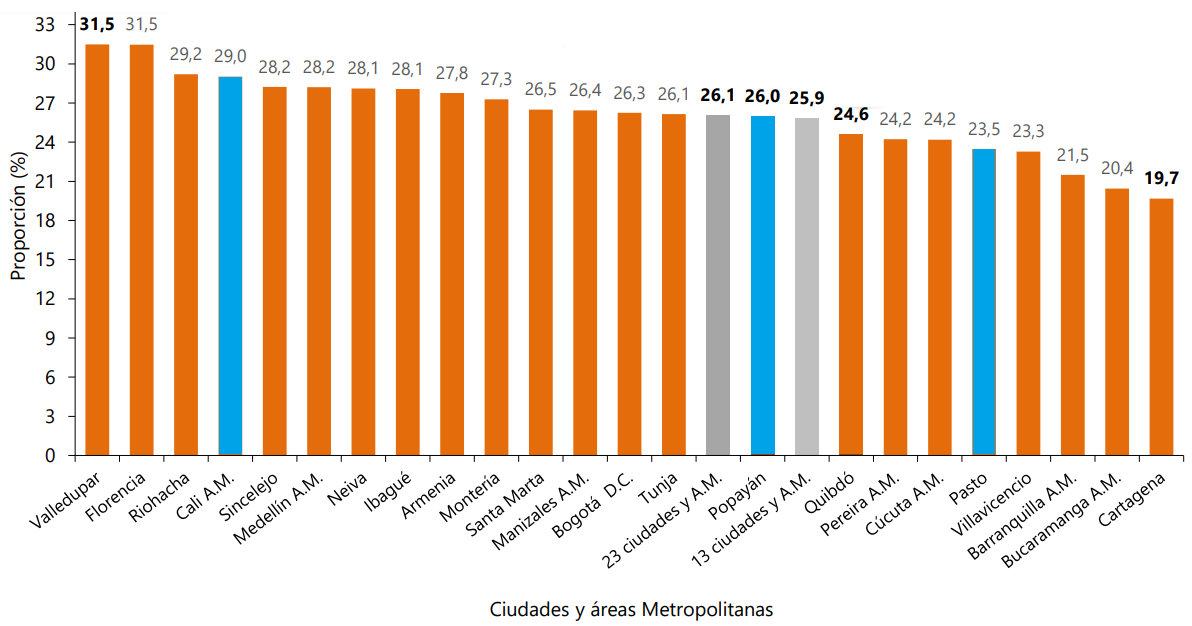 Proporción (%)
33
30
27
24
21
18
15
12
9
6
3
0
31,5
31,5
29,2
29,0
28,2
28,2
28,1
28,1
27,8
27,3
26,5
26,4
26,3
26,1
26,1
26,0
25,9
24,6
24,2
24,2
23,5
23,3
21,5
20,4
19,7
Valledupar
Florencia
Riohacha
Cali A.M.
Sincelejo
Medellín A.M.
Neiva
Ibagué
Armenia
Montería
Santa Marta
Manizales A.M.
Bogotá D.C.
Tunja
23 ciudades y A.M.
Popayán
13 ciudades y A.M.
Quibdó
Pereira A.M.
Cúcuta A.M.
Pasto
Villavicencio
Barranquilla A.M.
Bucaramanga A.M.
Cartagena
Ciudades y áreas Metropolitanas